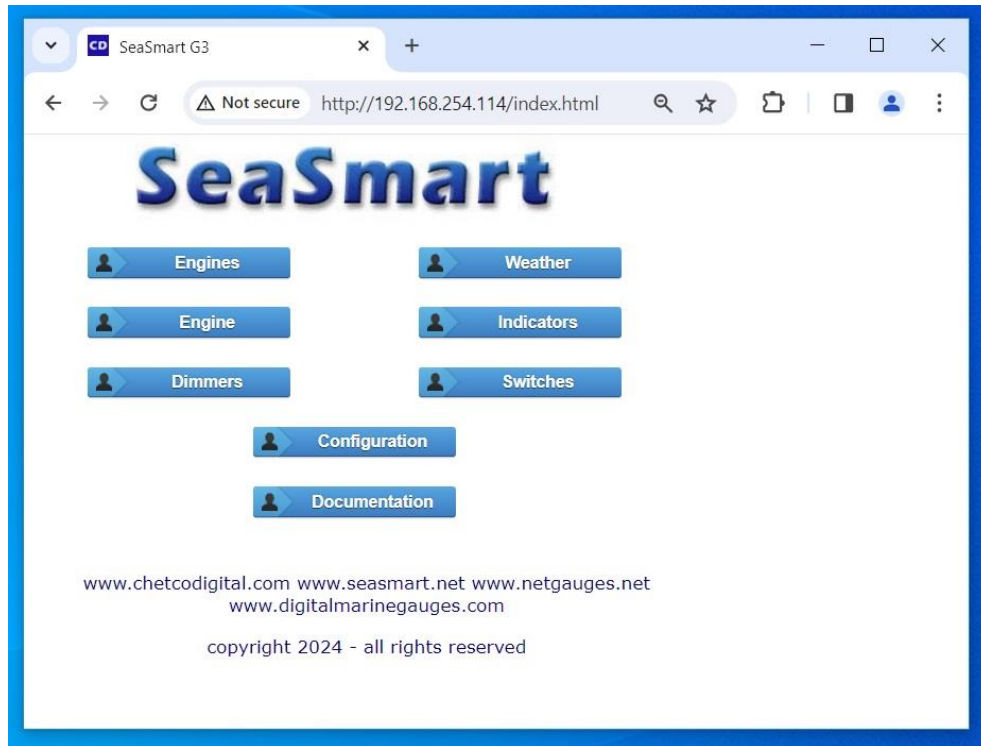 CD SeaSmart G3
Not secure http://192.168.254.114/index.html
SeaSmart
Engines Weather
Engine Indicators
Dimmers Switches
Configuration
Documentation
www.chetcodigital.com www.seasmart.net www.netgauges.net
www.digitalmarinegauges.com
copyright 2024 - all rights reserved